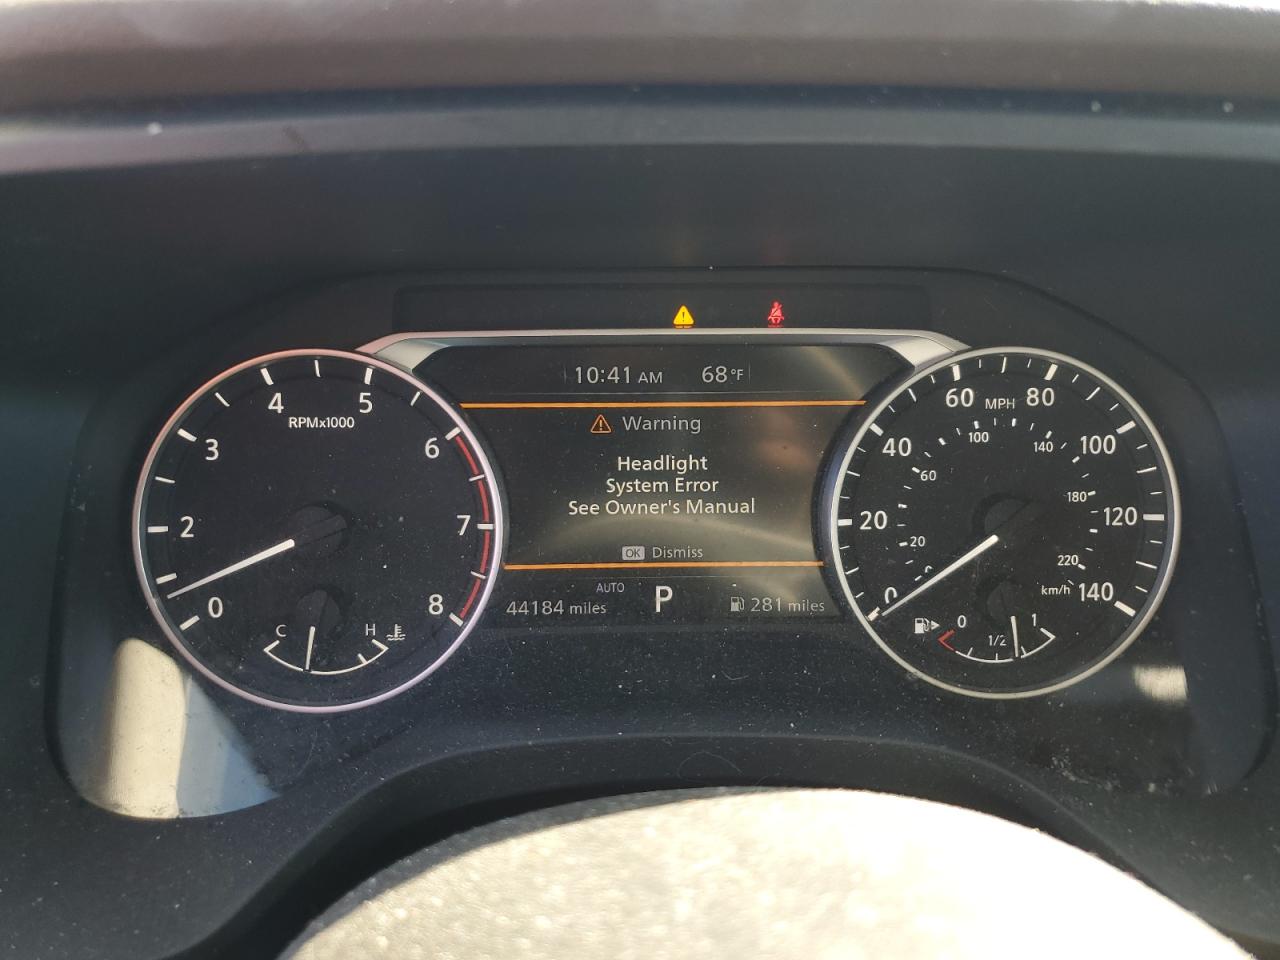 10:41 AM 68°F
Warning
Headlight
System Error
See Owner's Manual
OK Dismiss
AUTO
44184 miles P 281 miles
0 2 3 4 5 6 7 8
RPMx1000
C H
0 20 40 60 80 100 120 140
MPH
0 20 60 100 140 180 220
km/h
0 1/2 1